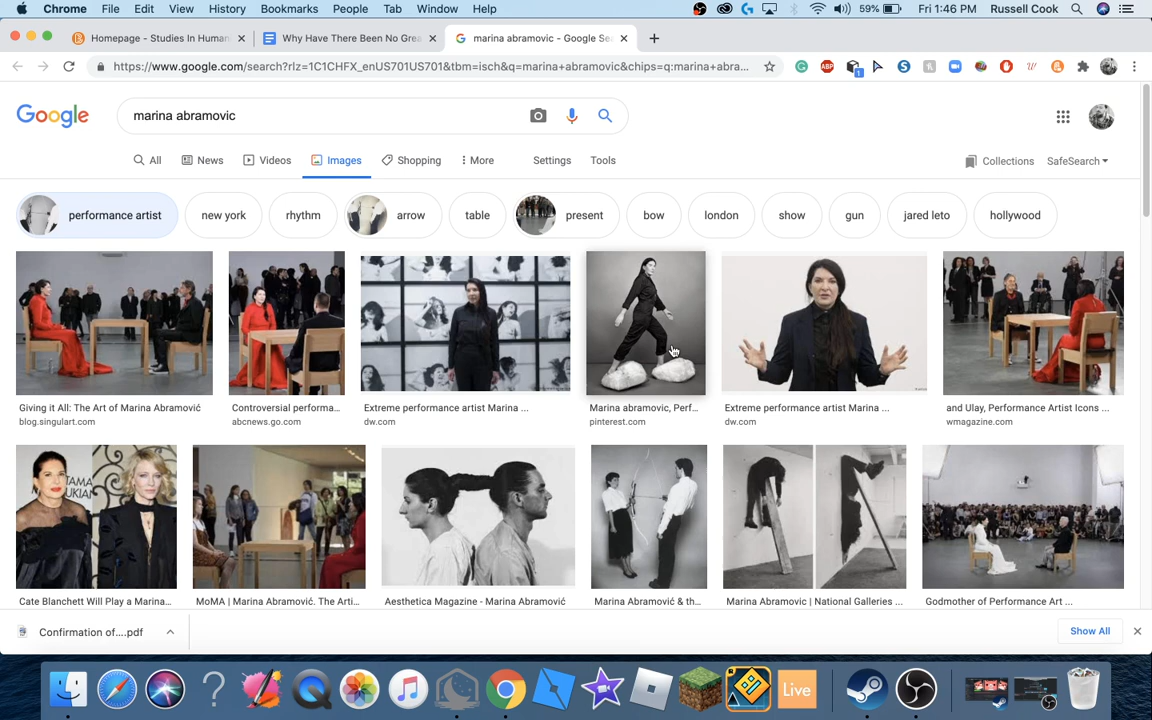 Chrome File Edit View History Bookmarks People Tab Window Help 59% Fri 1:46 PM Russell Cook
Homepage - Studies In Human
Why Have There Been No Grea
marina abramovic - Google Se
https://www.google.com/search?rlz=1C1CHFX_enUS701US701&tbm=isch&q=marina+abramovic&chips=q:marina+abra...
Google
marina abramovic
All News Videos Images Shopping More Settings Tools Collections SafeSearch
performance artist new york rhythm arrow table present bow london show gun jared leto hollywood
Giving it All: The Art of Marina Abramović
blog.singulart.com
Controversial performa...
abcnews.go.com
Extreme performance artist Marina ...
dw.com
Marina abramovic, Perf...
pinterest.com
Extreme performance artist Marina ...
dw.com
and Ulay, Performance Artist Icons ...
wmagazine.com
Cate Blanchett Will Play a Marina...
MoMA | Marina Abramović. The Arti...
Aesthetica Magazine - Marina Abramović
Marina Abramović & th...
Marina Abramovic | National Galleries ...
Godmother of Performance Art ...
Confirmation of....pdf
Show All
Live